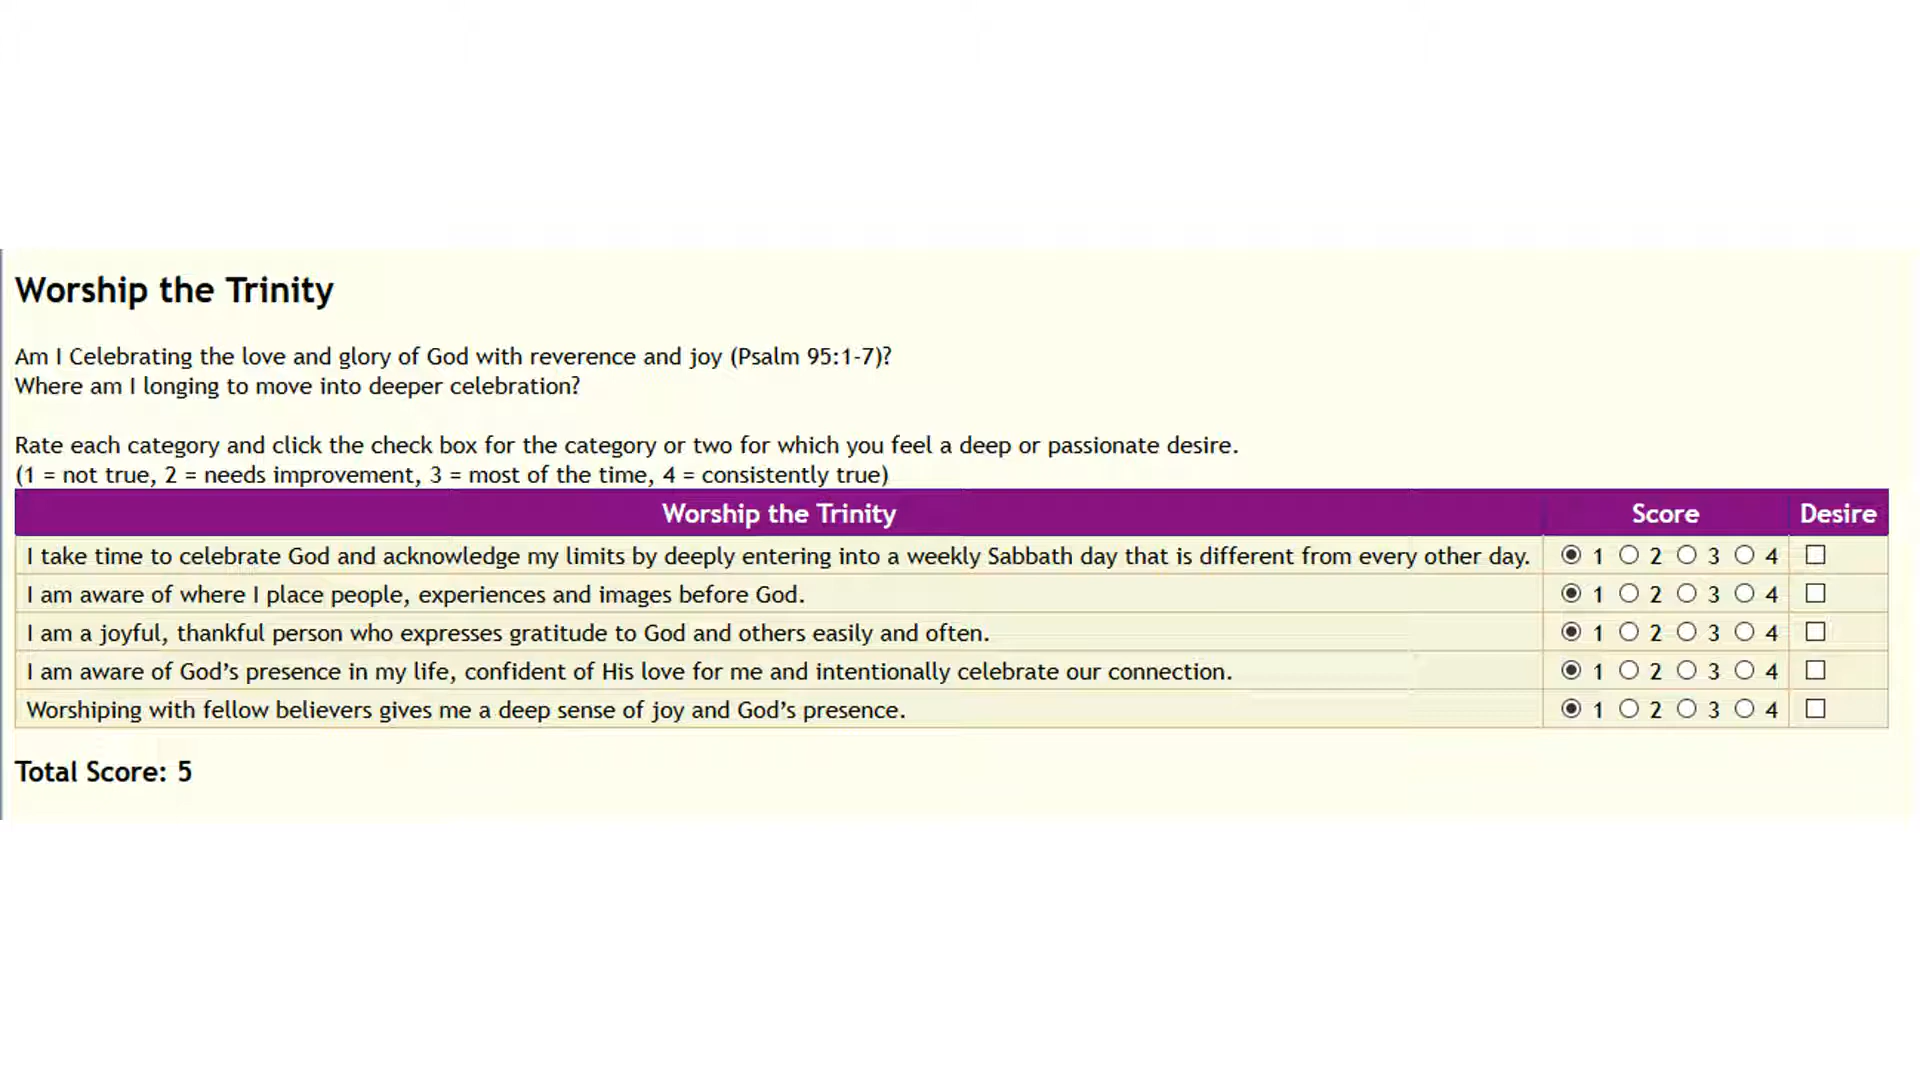 Worship the Trinity
Am I Celebrating the love and glory of God with reverence and joy (Psalm 95:1-7)?
Where am I longing to move into deeper celebration?
Rate each category and click the check box for the category or two for which you feel a deep or passionate desire.
(1 = not true, 2 = needs improvement, 3 = most of the time, 4 = consistently true)
Worship the Trinity Score Desire
I take time to celebrate God and acknowledge my limits by deeply entering into a weekly Sabbath day that is different from every other day. 1 2 3 4
I am aware of where I place people, experiences and images before God. 1 2 3 4
I am a joyful, thankful person who expresses gratitude to God and others easily and often. 1 2 3 4
I am aware of God’s presence in my life, confident of His love for me and intentionally celebrate our connection. 1 2 3 4
Worshiping with fellow believers gives me a deep sense of joy and God’s presence. 1 2 3 4
Total Score: 5